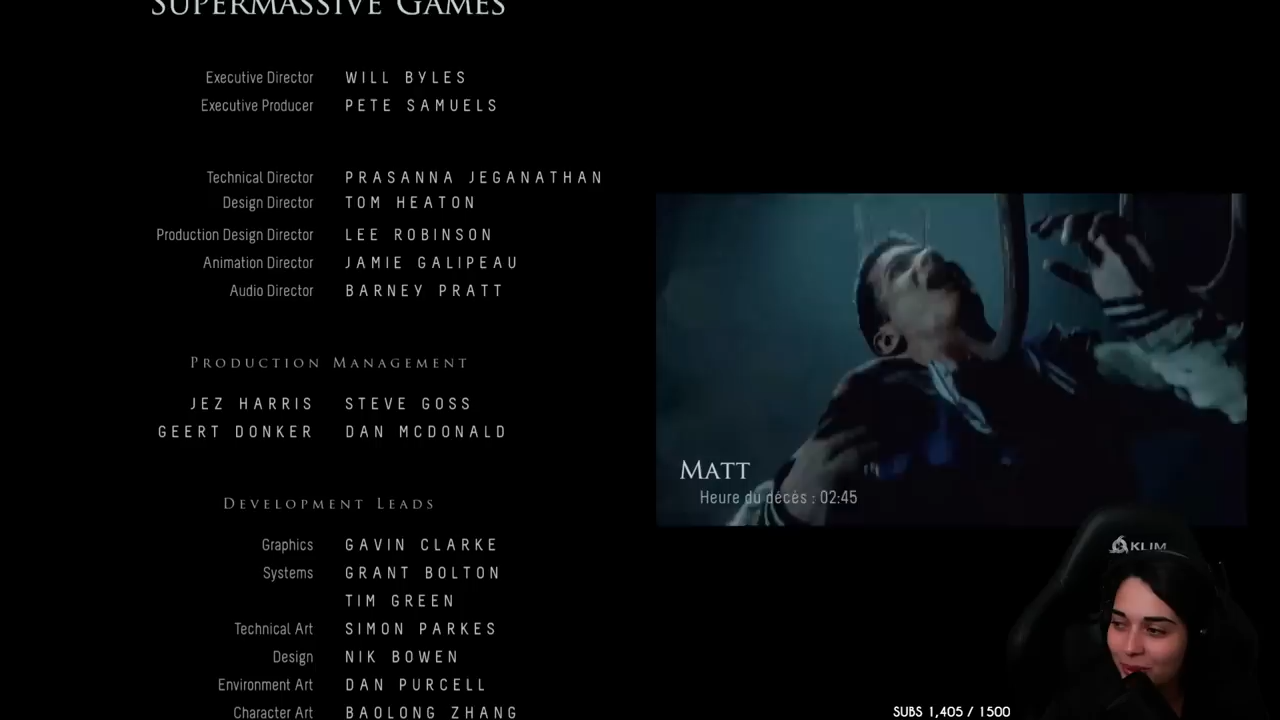 SUPERMASSIVE GAMES
Executive Director WILL BYLES
Executive Producer PETE SAMUELS
Technical Director PRASANNA JEGANATHAN
Design Director TOM HEATON
Production Design Director LEE ROBINSON
Animation Director JAMIE GALIPEAU
Audio Director BARNEY PRATT
PRODUCTION MANAGEMENT
JEZ HARRIS STEVE GOSS
GEERT DONKER DAN MCDONALD
DEVELOPMENT LEADS
Graphics GAVIN CLARKE
Systems GRANT BOLTON
TIM GREEN
Technical Art SIMON PARKES
Design NIK BOWEN
Environment Art DAN PURCELL
Character Art BAOLONG ZHANG
MATT
Heure du décès : 02:45
KLIM
SUBS 1,405 / 1500